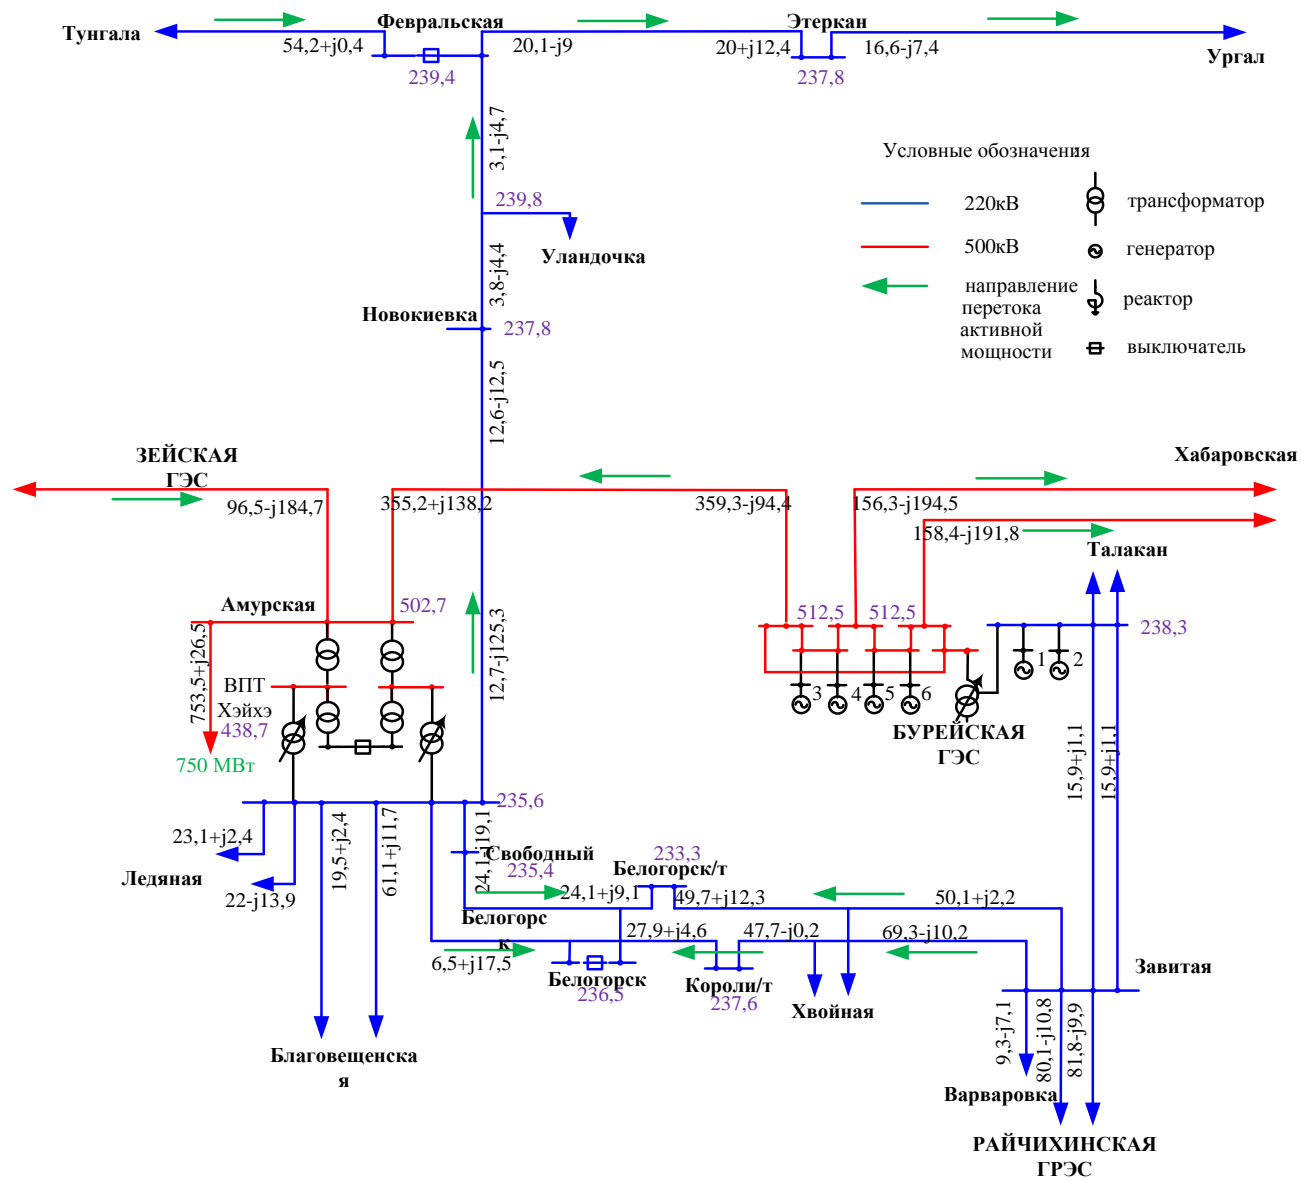 Тунгала
Февральская
Этеркан
Ургал
54,2+j0,4
20,1-j9
20+j12,4
16,6-j7,4
239,4
237,8
3,1-j4,7
Условные обозначения
220кВ
трансформатор
500кВ
генератор
направление
перетока
активной
мощности
реактор
выключатель
239,8
Уландочка
3,8-j4,4
Новокиевка
237,8
12,6-j12,5
ЗЕЙСКАЯ
ГЭС
Хабаровская
96,5-j184,7
355,2+j138,2
359,3-j94,4
156,3-j194,5
158,4-j191,8
Талакан
Амурская
502,7
512,5
512,5
238,3
753,5+j26,5
12,7-j125,3
1
2
ВПТ
Хэйхэ
438,7
3
4
5
6
БУРЕЙСКАЯ
ГЭС
750 МВт
15,9+j1,1
15,9+j1,1
235,6
23,1+j2,4
19,5+j2,4
61,1+j11,7
24,1-j19,1
Свободный
235,4
233,3
Белогорск/т
Ледяная
22-j13,9
24,1+j9,1
49,7+j12,3
50,1+j2,2
Белогорс
к
27,9+j4,6
47,7-j0,2
69,3-j10,2
6,5+j17,5
Белогорск
236,5
Короли/т
237,6
Хвойная
Завитая
Благовещенска
я
9,3-j7,1
80,1-j10,8
81,8-j9,9
Варваровка
РАЙЧИХИНСКАЯ
ГРЭС